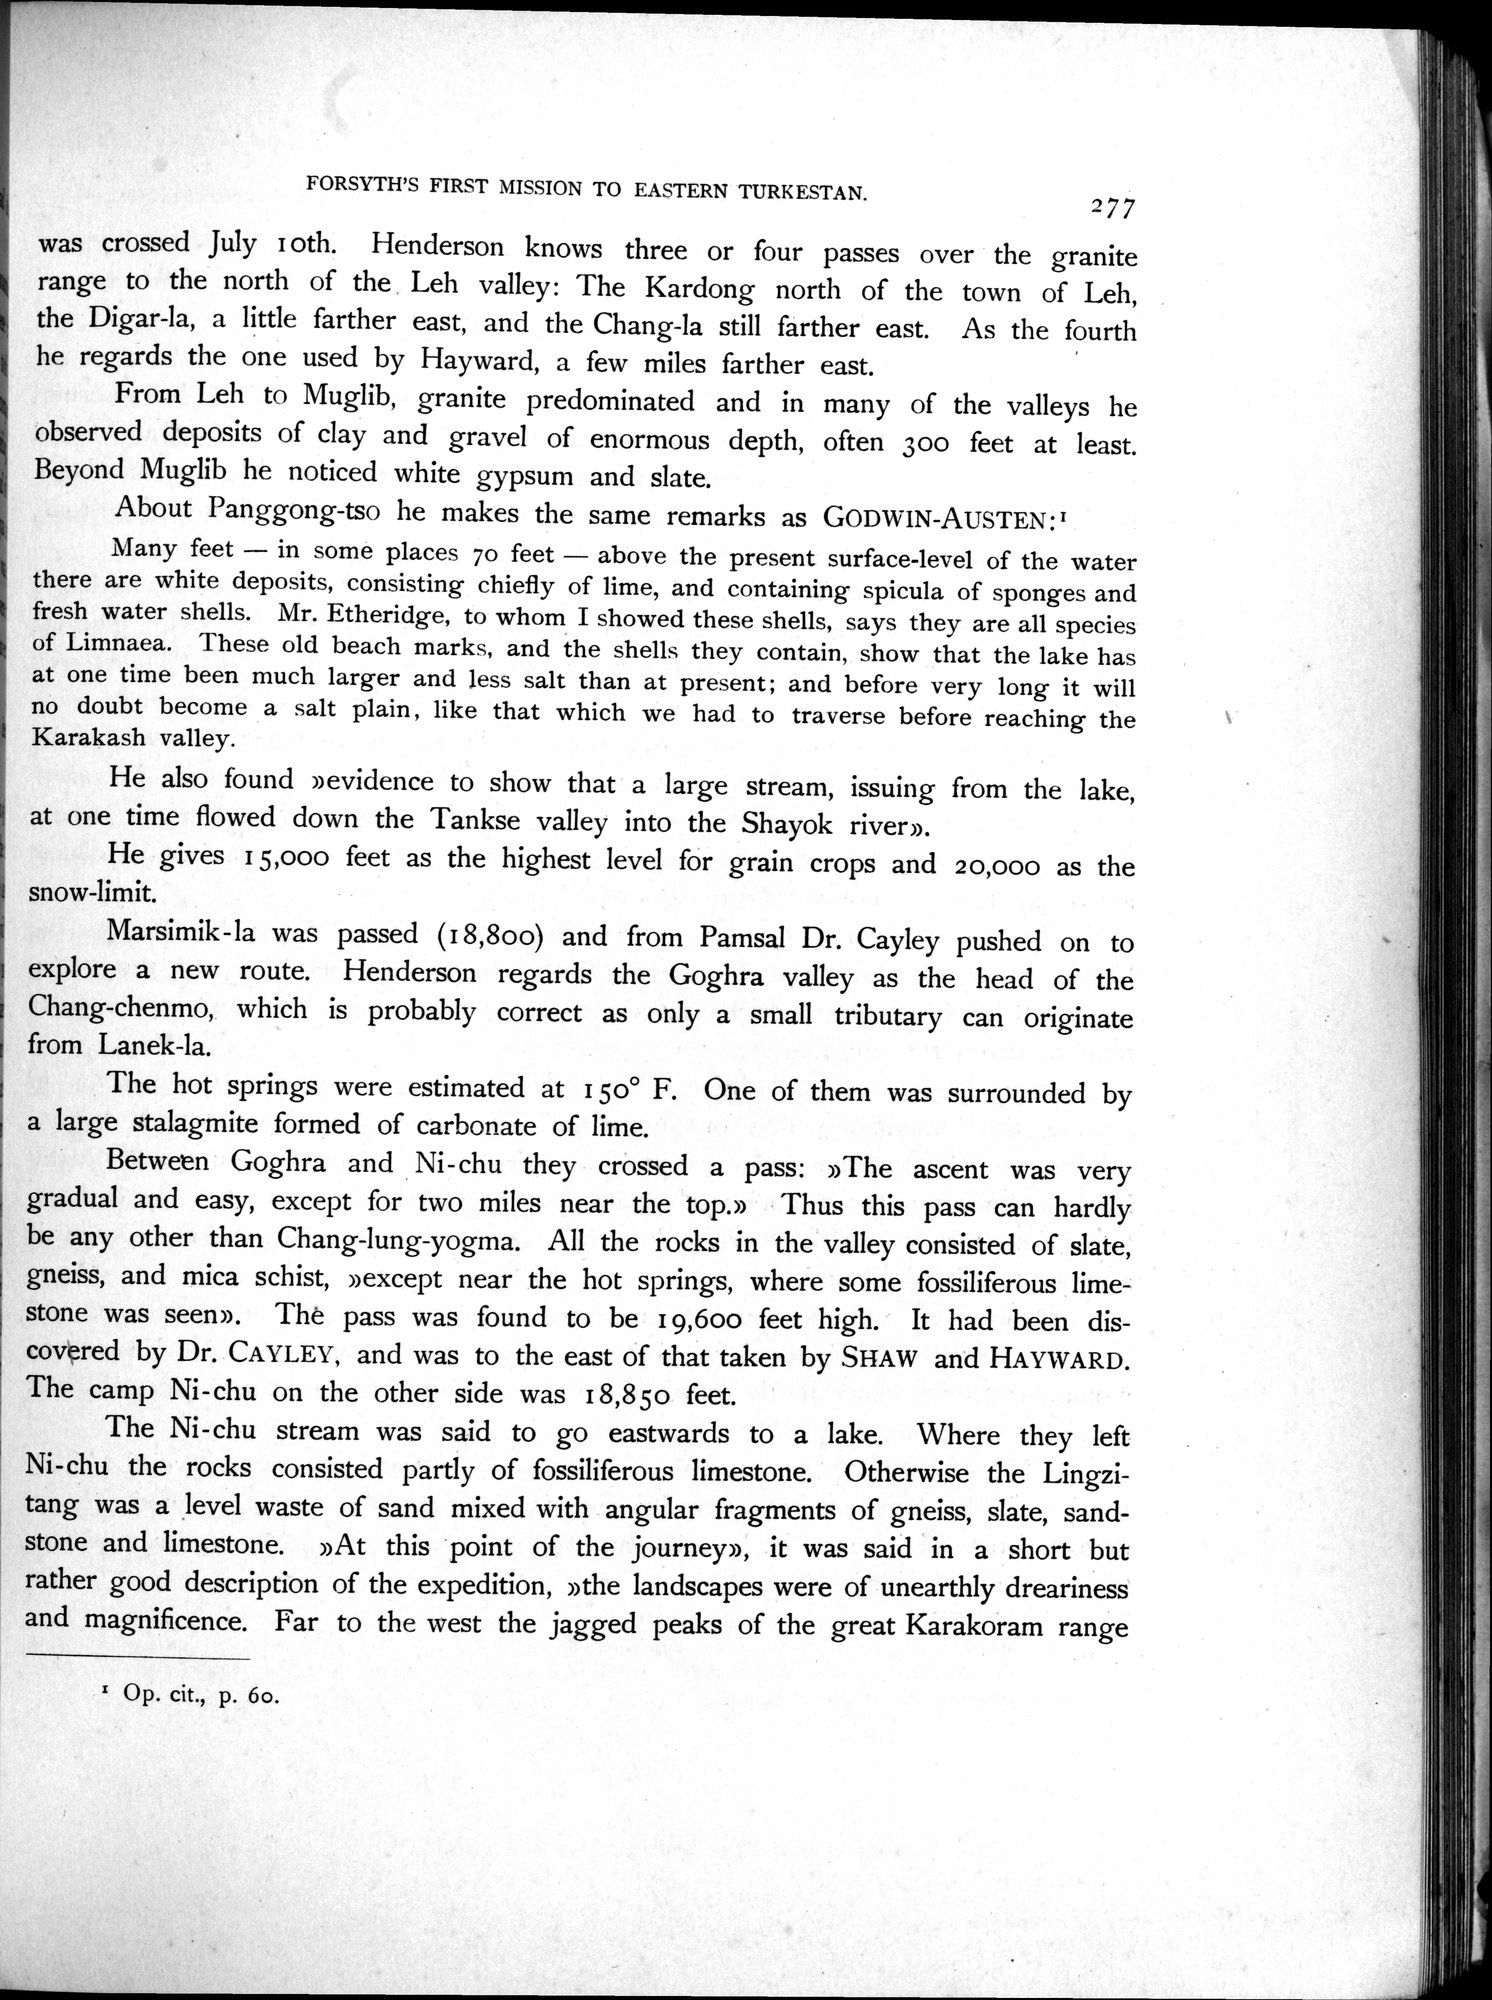 FORSYTH'S FIRST MISSION TO EASTERN TURKESTAN.
277
was crossed July 10th. Henderson knows three or four passes over the granite
range to the north of the Leh valley: The Kardong north of the town of Leh,
the Digar-la, a little farther east, and the Chang-la still farther east. As the fourth
he regards the one used by Hayward, a few miles farther east.
From Leh to Muglib, granite predominated and in many of the valleys he
observed deposits of clay and gravel of enormous depth, often 300 feet at least.
Beyond Muglib he noticed white gypsum and slate.
About Panggong-tso he makes the same remarks as GODWIN-AUSTEN:¹
Many feet — in some places 70 feet — above the present surface-level of the water
there are white deposits, consisting chiefly of lime, and containing spicula of sponges and
fresh water shells. Mr. Etheridge, to whom I showed these shells, says they are all species
of Limnaea. These old beach marks, and the shells they contain, show that the lake has
at one time been much larger and less salt than at present; and before very long it will
no doubt become a salt plain, like that which we had to traverse before reaching the
Karakash valley.
He also found »evidence to show that a large stream, issuing from the lake,
at one time flowed down the Tankse valley into the Shayok river».
He gives 15,000 feet as the highest level for grain crops and 20,000 as the
snow-limit.
Marsimik-la was passed (18,800) and from Pamsal Dr. Cayley pushed on to
explore a new route. Henderson regards the Goghra valley as the head of the
Chang-chenmo, which is probably correct as only a small tributary can originate
from Lanek-la.
The hot springs were estimated at 150° F. One of them was surrounded by
a large stalagmite formed of carbonate of lime.
Between Goghra and Ni-chu they crossed a pass: »The ascent was very
gradual and easy, except for two miles near the top.» Thus this pass can hardly
be any other than Chang-lung-yogma. All the rocks in the valley consisted of slate,
gneiss, and mica schist, »except near the hot springs, where some fossiliferous lime-
stone was seen». The pass was found to be 19,600 feet high. It had been dis-
covered by Dr. CAYLEY, and was to the east of that taken by SHAW and HAYWARD.
The camp Ni-chu on the other side was 18,850 feet.
The Ni-chu stream was said to go eastwards to a lake. Where they left
Ni-chu the rocks consisted partly of fossiliferous limestone. Otherwise the Lingzi-
tang was a level waste of sand mixed with angular fragments of gneiss, slate, sand-
stone and limestone. »At this point of the journey», it was said in a short but
rather good description of the expedition, »the landscapes were of unearthly dreariness
and magnificence. Far to the west the jagged peaks of the great Karakoram range
¹ Op. cit., p. 60.